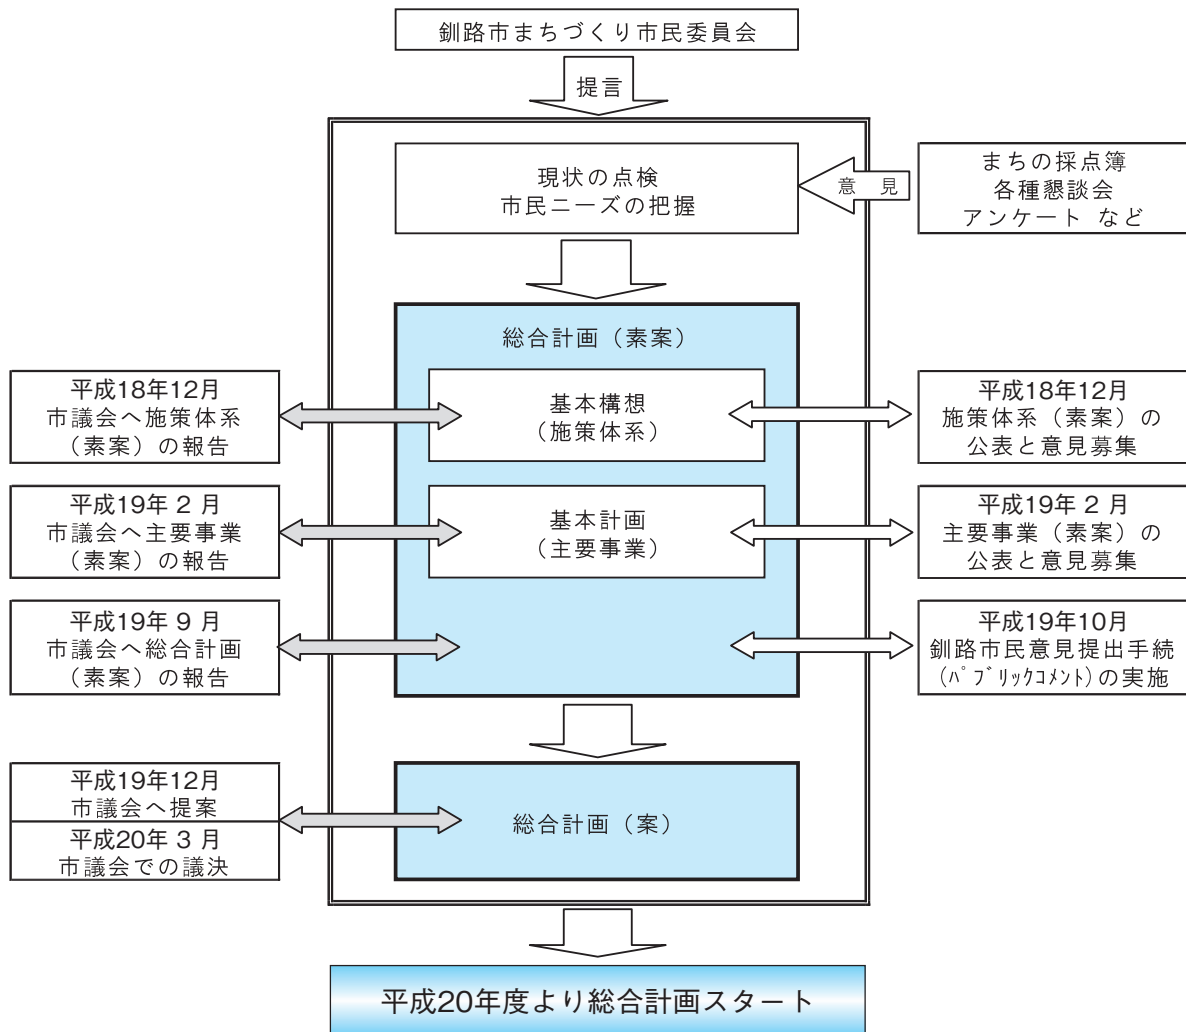 釧路市まちづくり市民委員会
提言
現状の点検
市民ニーズの把握
意 見
まちの採点簿
各種懇談会
アンケート など
総合計画（素案）
平成18年12月
市議会へ施策体系
（素案）の報告
基本構想
（施策体系）
平成18年12月
施策体系（素案）の
公表と意見募集
平成19年 2 月
市議会へ主要事業
（素案）の報告
基本計画
（主要事業）
平成19年 2 月
主要事業（素案）の
公表と意見募集
平成19年 9 月
市議会へ総合計画
（素案）の報告
平成19年10月
釧路市民意見提出手続
(ﾊﾟﾌﾞﾘｯｸｺﾒﾝﾄ)の実施
平成19年12月
市議会へ提案
平成20年 3 月
市議会での議決
総合計画（案）
平成20年度より総合計画スタート